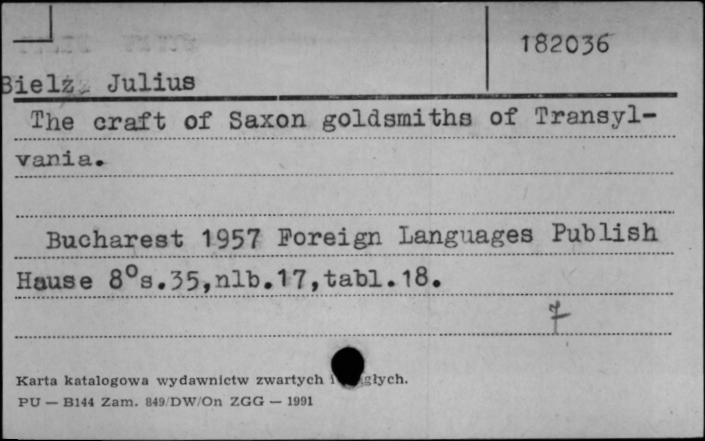 182036
Bielz Julius
The craft of Saxon goldsmiths of Transyl-
vania.
Bucharest 1957 Foreign Languages Publish
Hause 8°s.35,nlb.17,tabl.18.
7
Karta katalogowa wydawnictw zwartych i
PU — B144 Zam. 849/DW/On ZGG — 1991